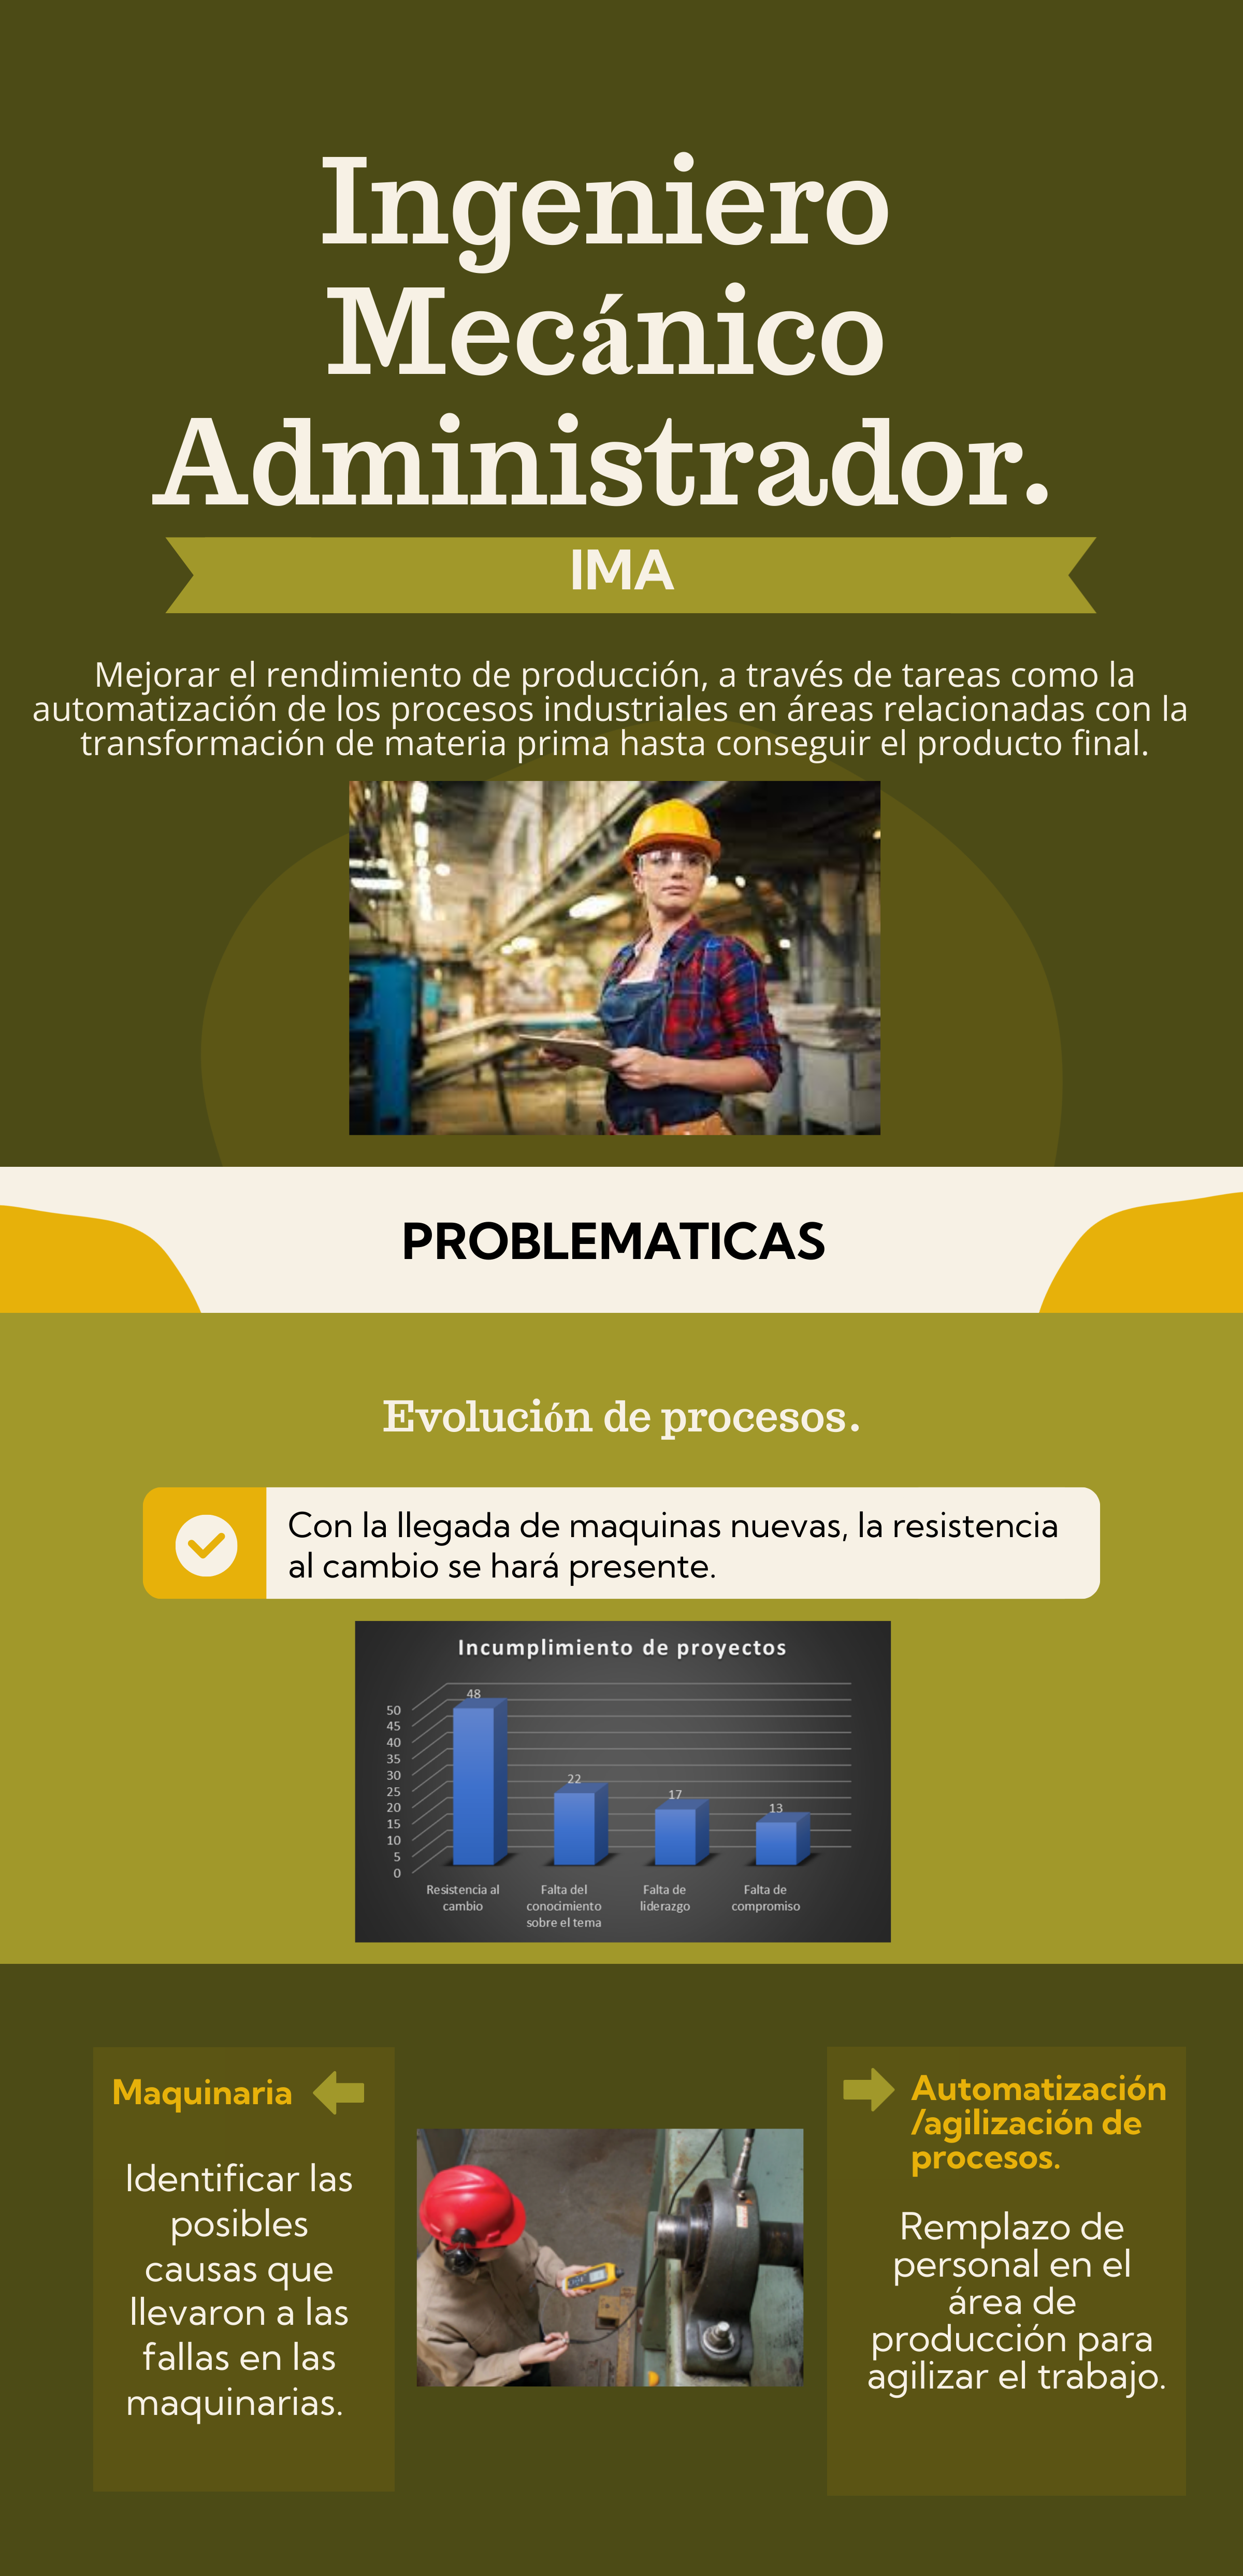 Ingeniero
Mecánico
Administrador.
IMA
Mejorar el rendimiento de producción, a través de tareas como la
automatización de los procesos industriales en áreas relacionadas con la
transformación de materia prima hasta conseguir el producto final.
PROBLEMATICAS
Evolución de procesos.
Con la llegada de maquinas nuevas, la resistencia
al cambio se hará presente.
Incumplimiento de proyectos
48
22
17
13
50
45
40
35
30
25
20
15
10
5
0
Resistencia al
cambio
Falta del
conocimiento
sobre el tema
Falta de
liderazgo
Falta de
compromiso
Maquinaria
Identificar las
posibles
causas que
llevaron a las
fallas en las
maquinarias.
Automatización
/agilización de
procesos.
Remplazo de
personal en el
área de
producción para
agilizar el trabajo.